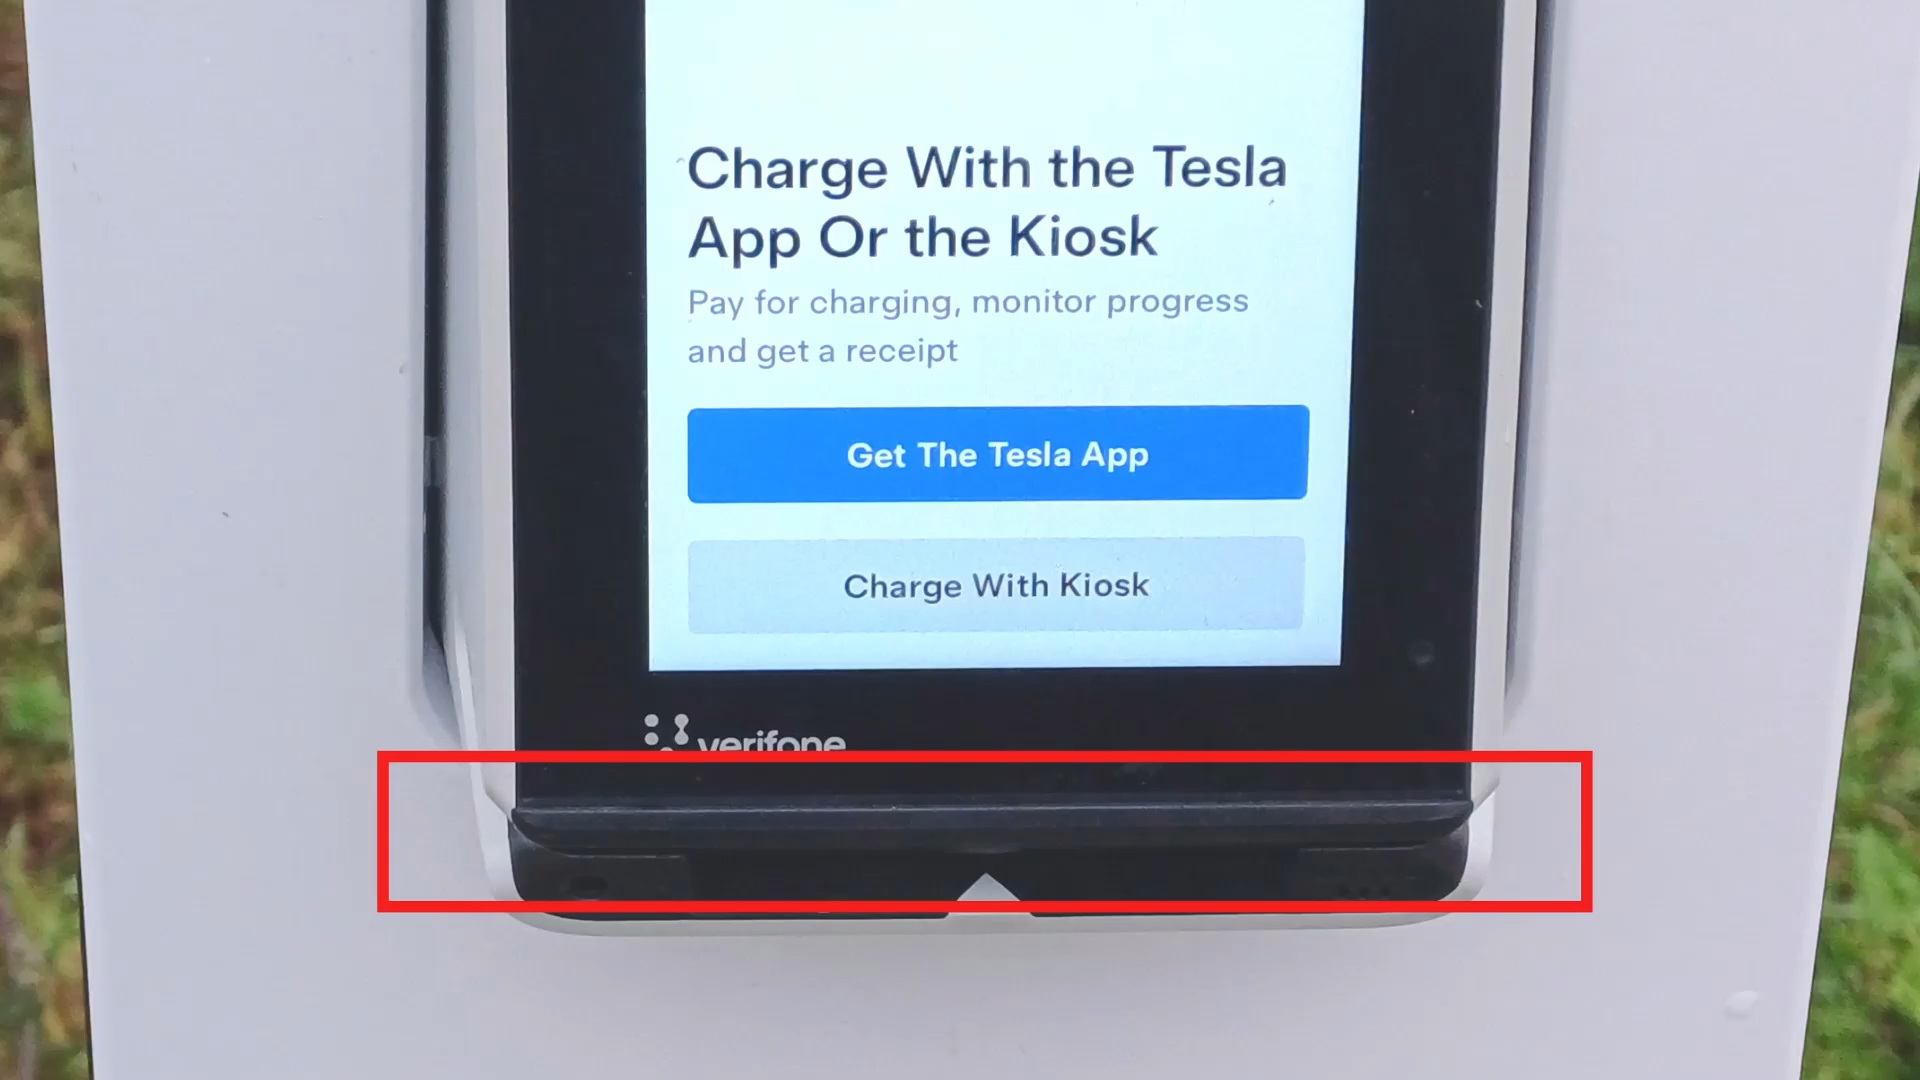 Charge With the Tesla
App Or the Kiosk
Pay for charging, monitor progress
and get a receipt
Get The Tesla App
Charge With Kiosk
verifone